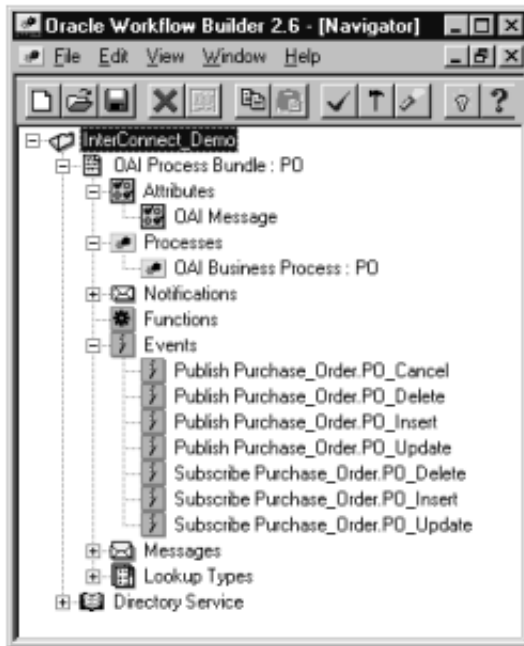 Oracle Workflow Builder 2.6 - [Navigator]
File Edit View Window Help
InterConnect_Demo
OAI Process Bundle : PO
Attributes
OAI Message
Processes
OAI Business Process : PO
Notifications
Functions
Events
Publish Purchase_Order.PO_Cancel
Publish Purchase_Order.PO_Delete
Publish Purchase_Order.PO_Insert
Publish Purchase_Order.PO_Update
Subscribe Purchase_Order.PO_Delete
Subscribe Purchase_Order.PO_Insert
Subscribe Purchase_Order.PO_Update
Messages
Lookup Types
Directory Service